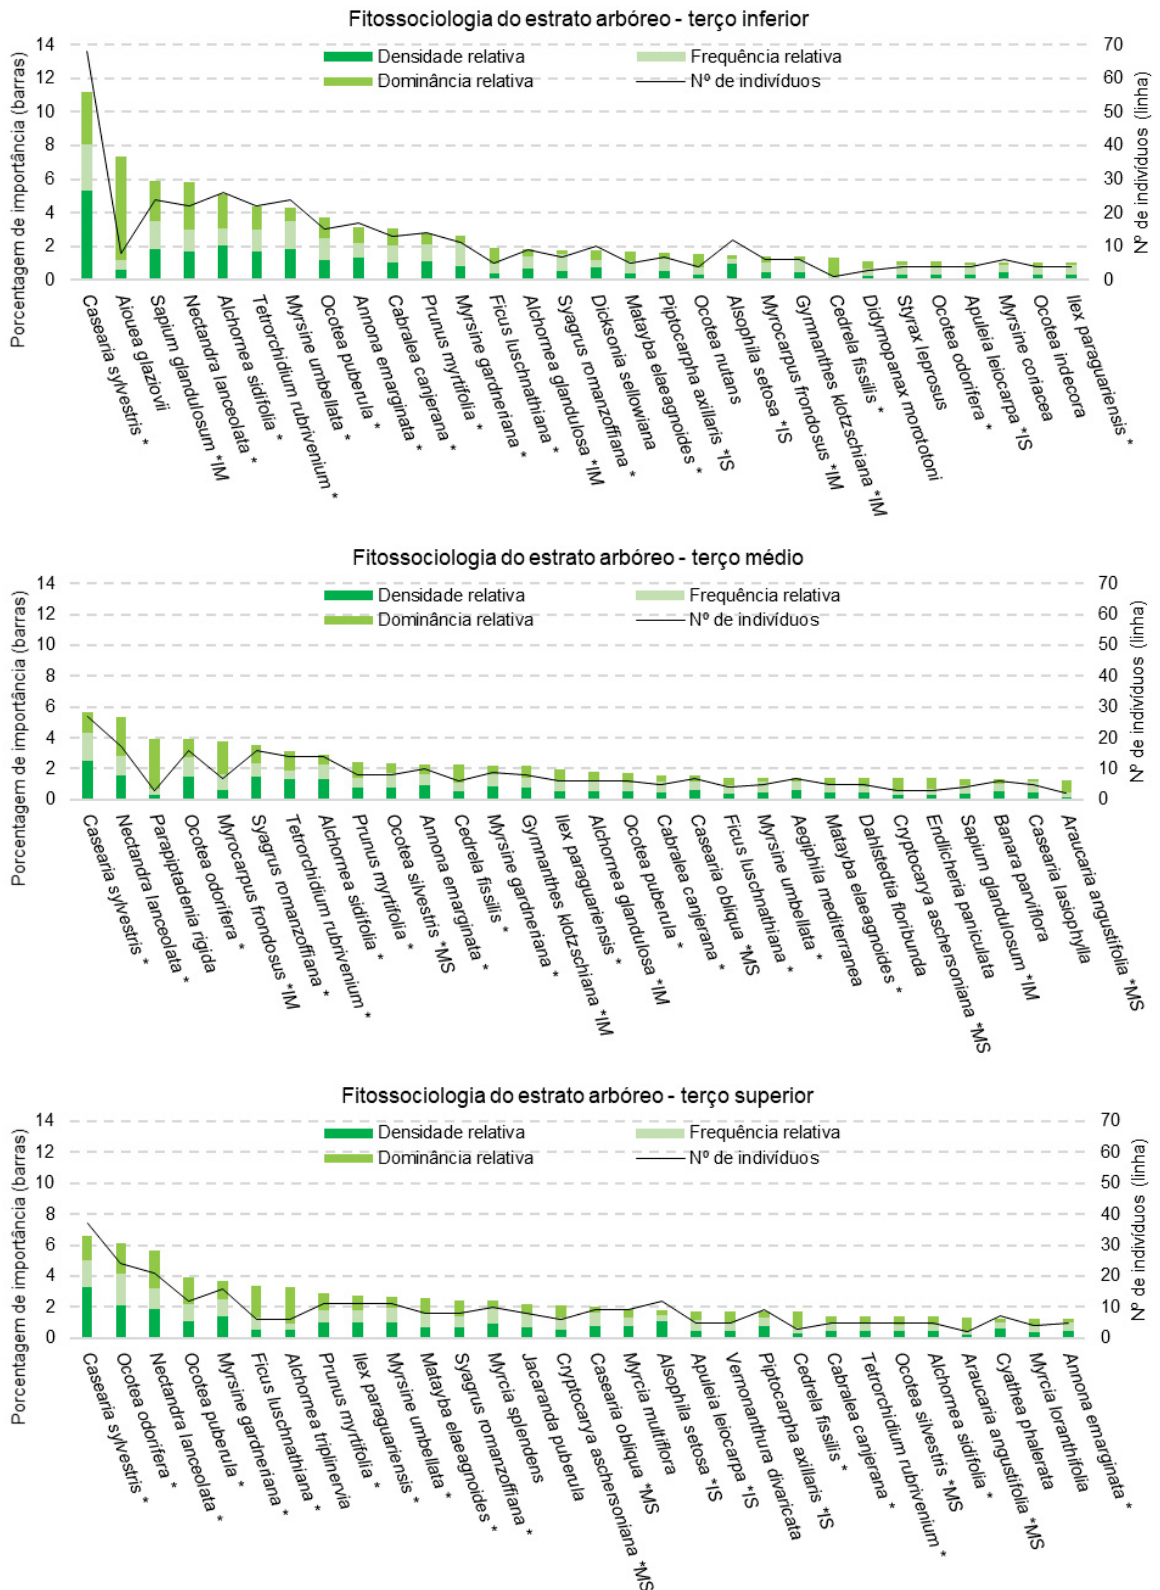 Fitossociologia do estrato arbóreo - terço inferior
Porcentagem de importância (barras)
Nº de indivíduos (linha)
14
12
10
8
6
4
2
0
70
60
50
40
30
20
10
0
Densidade relativa
Frequência relativa
Dominância relativa
Nº de indivíduos
Casearia sylvestris *
Aiouea glaziovii
Sapium glandulosum *IM
Nectandra lanceolata *
Alchornea sidifolia *
Tetrorchidium rubrivenium *
Myrsine umbellata *
Ocotea puberula *
Annona emarginata *
Cabralea canjerana *
Prunus myrtifolia *
Myrsine gardneriana *
Ficus luschnathiana *
Alchornea glandulosa *IM
Syagrus romanzoffiana *
Dicksonia sellowiana
Matayba elaeagnoides *
Piptocarpha axillaris *IS
Ocotea rutans
Alsophila setosa *IS
Myrocarpus frondosus *IM
Gymnanthes klotzschiana *IM
Cedrela fissilis *
Didymopanax morototoni
Styrax leprosus
Ocotea odorifera *
Apuleia leiocarpa *IS
Myrsine coriacea
Ocotea indecora
Ilex paraguariensis *
Fitossociologia do estrato arbóreo - terço médio
Porcentagem de importância (barras)
Nº de indivíduos (linha)
14
12
10
8
6
4
2
0
70
60
50
40
30
20
10
0
Densidade relativa
Frequência relativa
Dominância relativa
Nº de indivíduos
Casearia sylvestris *
Nectandra lanceolata *
Parapiptadenia rigida
Ocotea odorifera *
Myrocarpus frondosus *IM
Syagrus romanzoffiana *
Tetrorchidium rubrivenium *
Alchornea sidifolia *
Prunus myrtifolia *
Ocotea silvestris *MS
Annona emarginata *
Cedrela fissilis *
Myrsine gardneriana *
Gymnanthes klotzschiana *IM
Ilex paraguariensis *
Alchornea glandulosa *IM
Ocotea puberula *
Cabralea canjerana *
Casearia obliqua *MS
Ficus luschnathiana *
Myrsine umbellata *
Aegiphila mediterranea
Matayba elaeagnoides *
Dahlstedtia floribunda
Cryptocarya aschersoniana *MS
Endlicheria paniculata
Sapium glandulosum *IM
Banara parviflora
Casearia lasiophylla
Araucaria angustifolia *MS
Fitossociologia do estrato arbóreo - terço superior
Porcentagem de importância (barras)
Nº de indivíduos (linha)
14
12
10
8
6
4
2
0
70
60
50
40
30
20
10
0
Densidade relativa
Frequência relativa
Dominância relativa
Nº de indivíduos
Casearia sylvestris *
Ocotea odorifera *
Nectandra lanceolata *
Ocotea puberula *
Myrsine gardneriana *
Ficus luschnathiana *
Alchornea triplinervia
Prunus myrtifolia *
Ilex paraguariensis *
Myrsine umbellata *
Matayba elaeagnoides *
Syagrus romanzoffiana *
Myrcia splendens
Jacaranda puberula
Cryptocarya aschersoniana *MS
Casearia obliqua *MS
Myrcia multiflora
Alsophila setosa *IS
Apuleia leiocarpa *IS
Vernonanthura divaricata
Piptocarpha axillaris *IS
Cedrela fissilis *
Cabralea canjerana *
Tetrorchidium rubrivenium *
Ocotea silvestris *MS
Alchornea sidifolia *
Araucaria angustifolia *MS
Cyathea phalerata
Myrcia loranthifolia
Annona emarginata *